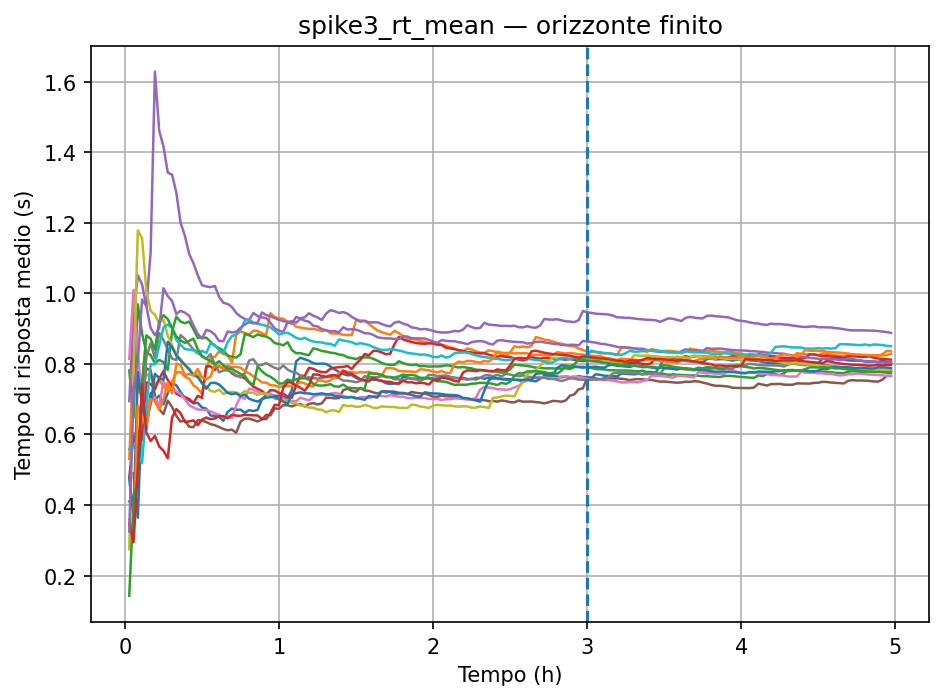 spike3_rt_mean — orizzonte finito
Tempo di risposta medio (s)
1.6
1.4
1.2
1.0
0.8
0.6
0.4
0.2
0 1 2 3 4 5
Tempo (h)